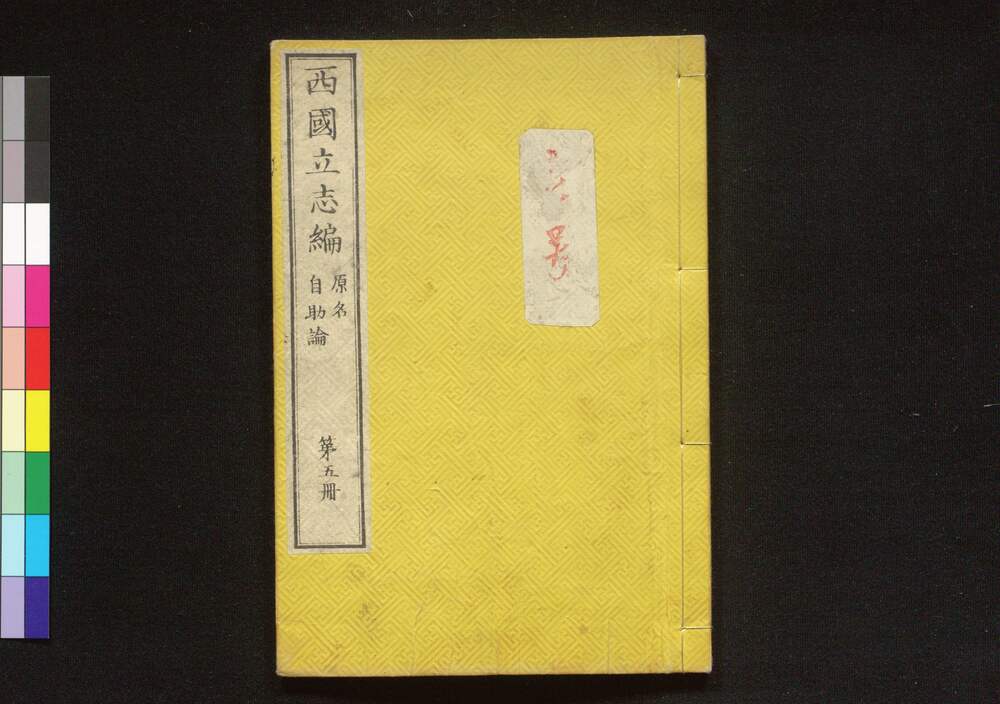 西國立志編
原名
自助論
第五冊